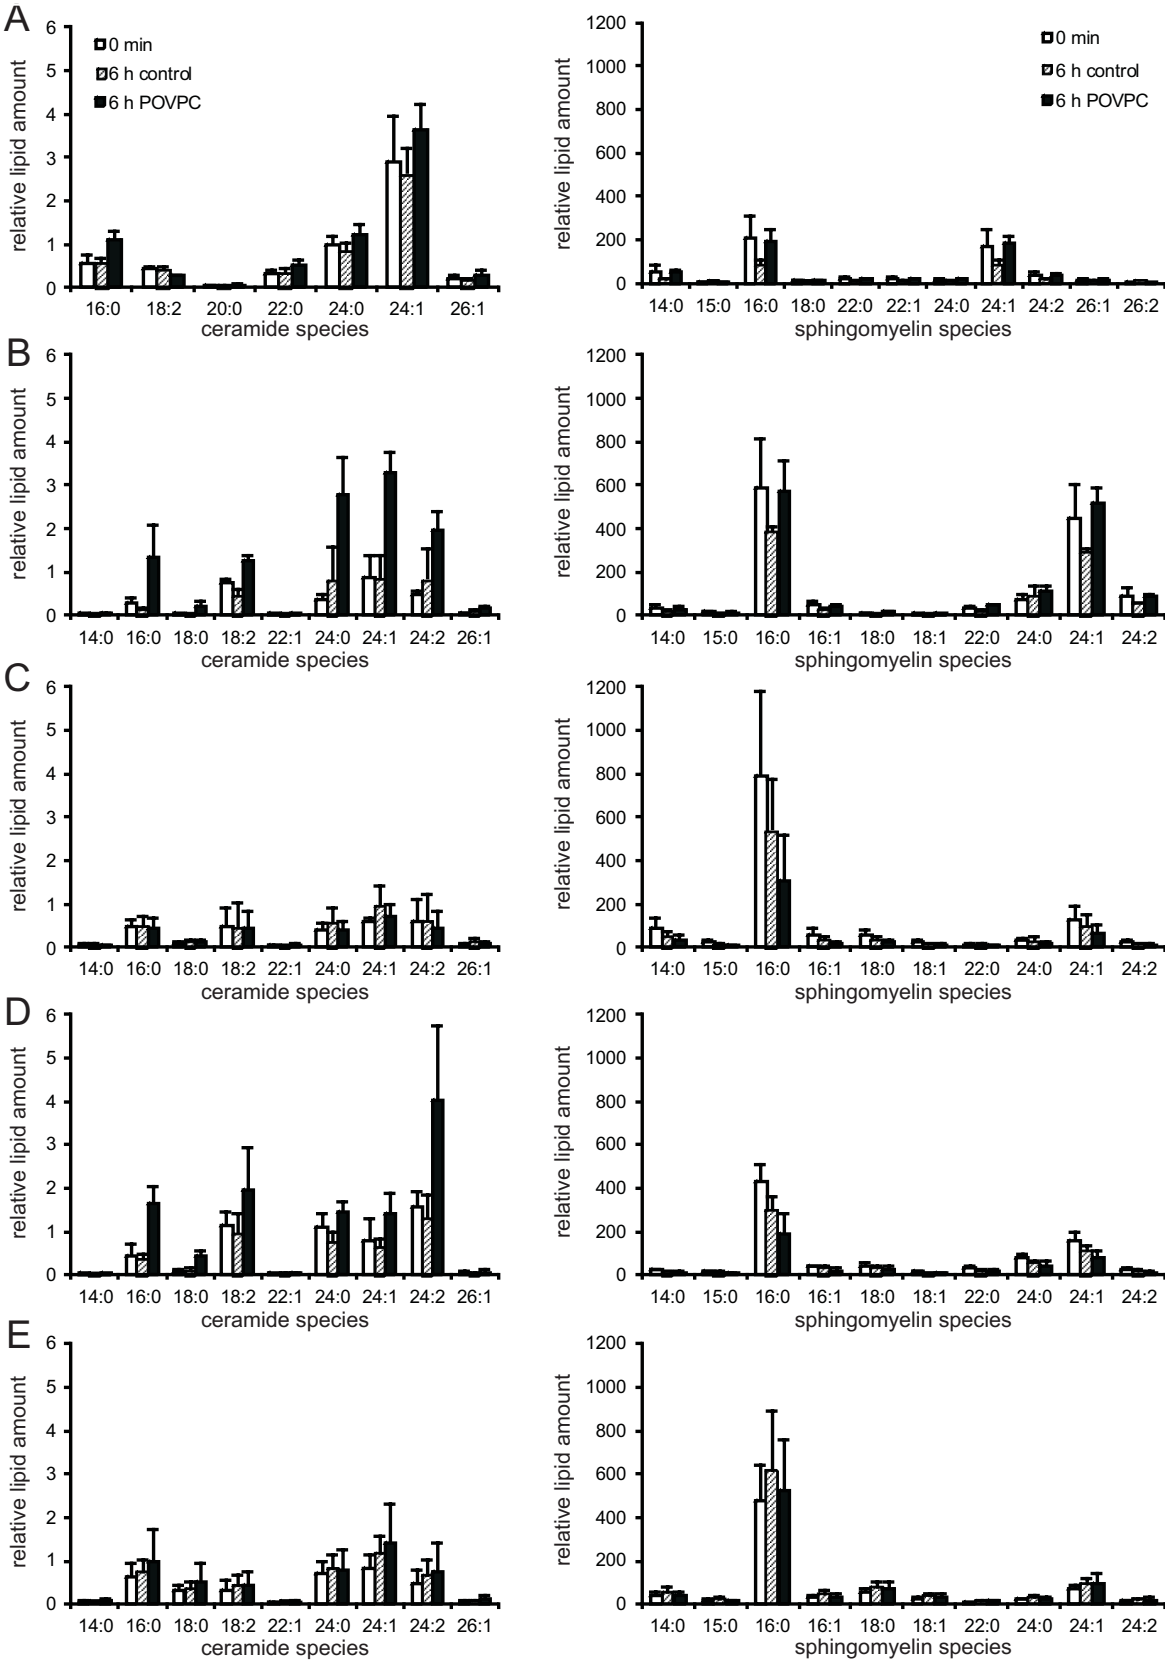 A
relative lipid amount
6
5
4
3
2
1
0
0 min
6 h control
6 h POVPC
16:0 18:2 20:0 22:0 24:0 24:1 26:1
ceramide species
relative lipid amount
1200
1000
800
600
400
200
0
0 min
6 h control
6 h POVPC
14:0 15:0 16:0 18:0 22:0 22:1 24:0 24:1 24:2 26:1 26:2
sphingomyelin species
B
relative lipid amount
6
5
4
3
2
1
0
14:0 16:0 18:0 18:2 22:1 24:0 24:1 24:2 26:1
ceramide species
relative lipid amount
1200
1000
800
600
400
200
0
14:0 15:0 16:0 16:1 18:0 18:1 22:0 24:0 24:1 24:2
sphingomyelin species
C
relative lipid amount
6
5
4
3
2
1
0
14:0 16:0 18:0 18:2 22:1 24:0 24:1 24:2 26:1
ceramide species
relative lipid amount
1200
1000
800
600
400
200
0
14:0 15:0 16:0 16:1 18:0 18:1 22:0 24:0 24:1 24:2
sphingomyelin species
D
relative lipid amount
6
5
4
3
2
1
0
14:0 16:0 18:0 18:2 22:1 24:0 24:1 24:2 26:1
ceramide species
relative lipid amount
1200
1000
800
600
400
200
0
14:0 15:0 16:0 16:1 18:0 18:1 22:0 24:0 24:1 24:2
sphingomyelin species
E
relative lipid amount
6
5
4
3
2
1
0
14:0 16:0 18:0 18:2 22:1 24:0 24:1 24:2 26:1
ceramide species
relative lipid amount
1200
1000
800
600
400
200
0
14:0 15:0 16:0 16:1 18:0 18:1 22:0 24:0 24:1 24:2
sphingomyelin species